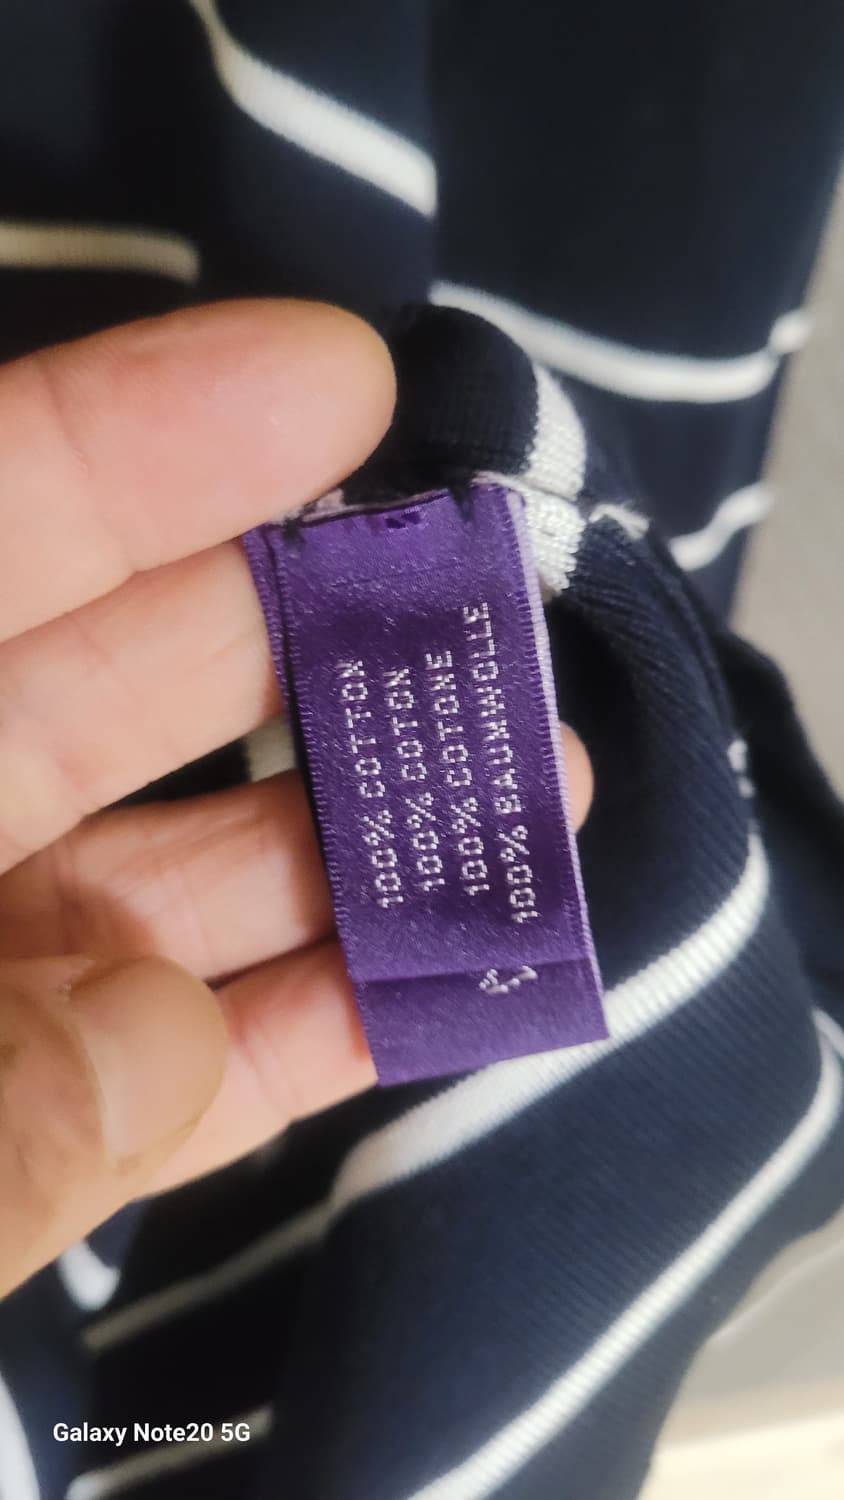 100% COTTON
100% COTON
100% COTONE
100% BAUMWOLLE
Galaxy Note20 5G